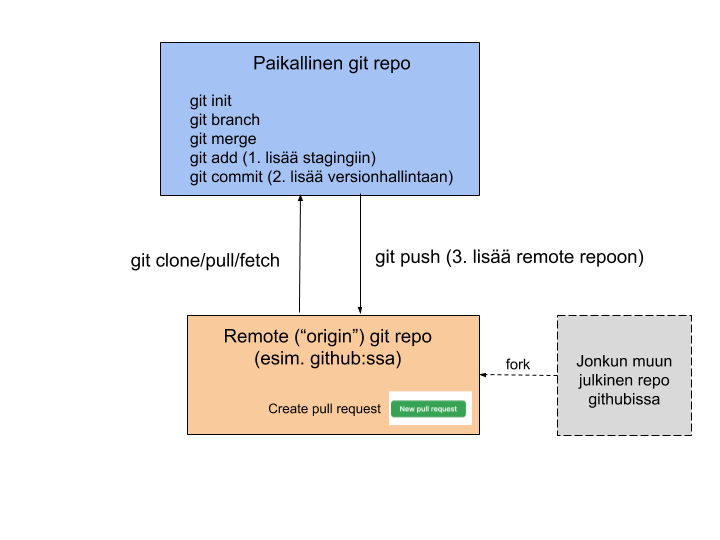 Paikallinen git repo
git init
git branch
git merge
git add (1. lisää stagingiin)
git commit (2. lisää versionhallintaan)
git clone/pull/fetch
git push (3. lisää remote repoon)
Remote (“origin”) git repo
(esim. github:ssa)
Create pull request
New pull request
fork
Jonkun muun
julkinen repo
githubissa